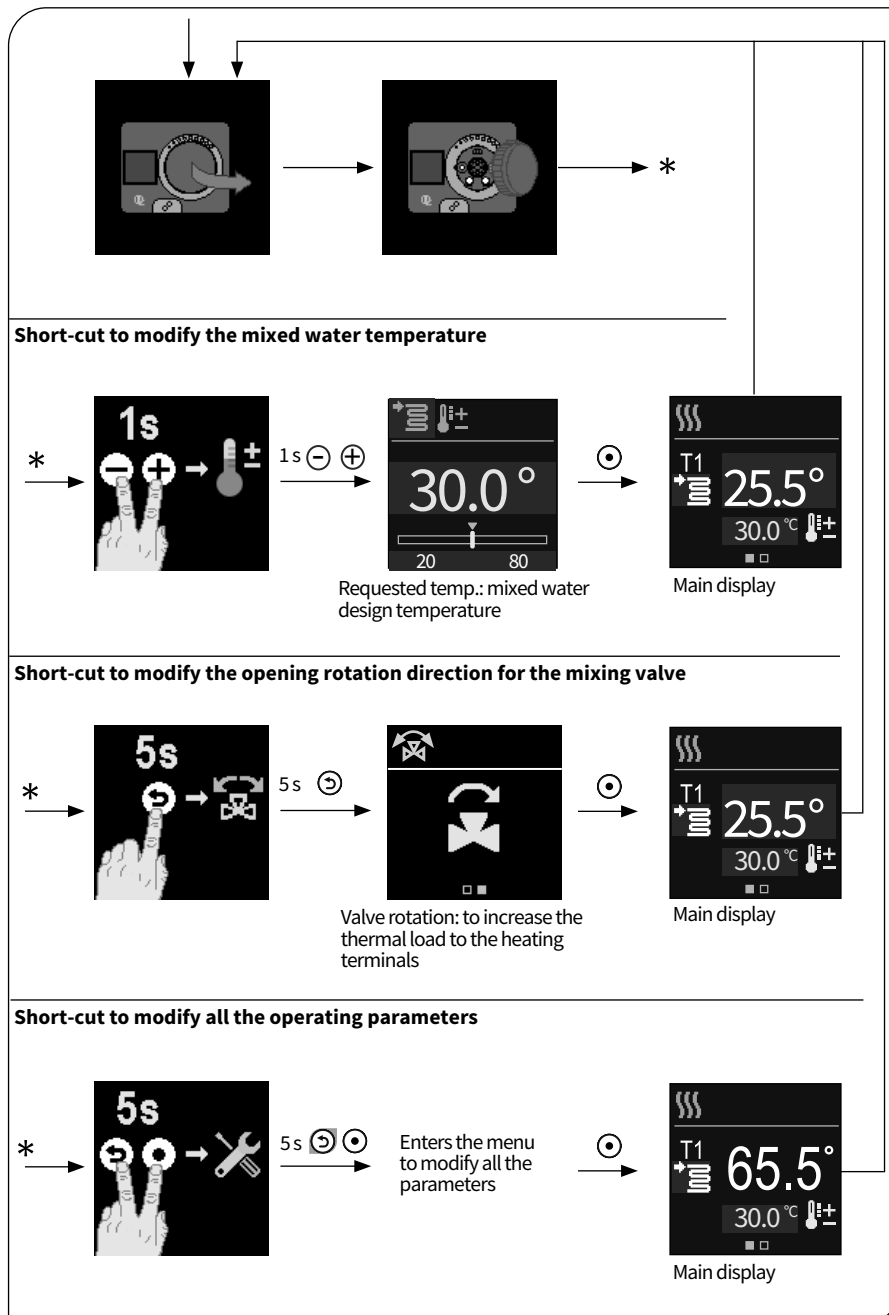 *
Short-cut to modify the mixed water temperature
*
1s
1 s
30.0 °
20 80
Requested temp.: mixed water
design temperature
T1
25.5°
30.0 °C
Main display
Short-cut to modify the opening rotation direction for the mixing valve
*
5s
5 s
Valve rotation: to increase the
thermal load to the heating
terminals
T1
25.5°
30.0 °C
Main display
Short-cut to modify all the operating parameters
*
5s
5 s
Enters the menu
to modify all the
parameters
T1
65.5°
30.0 °C
Main display